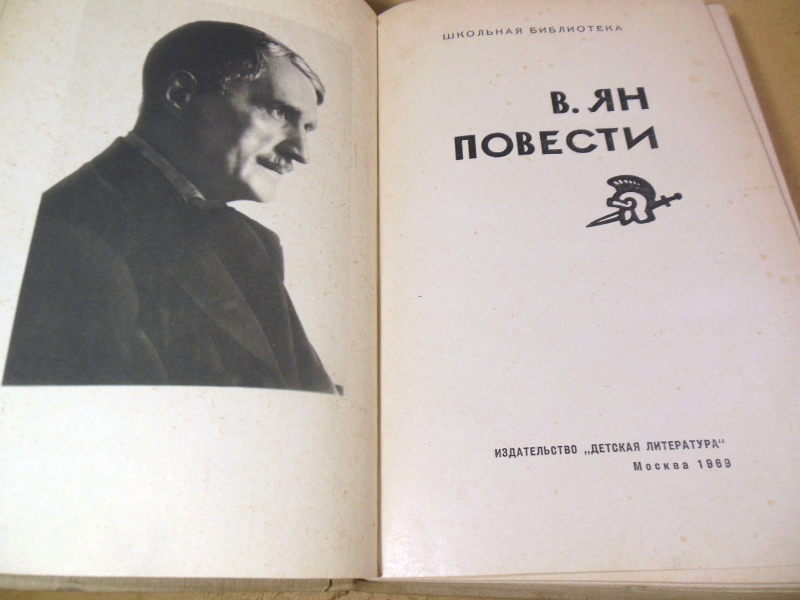 ШКОЛЬНАЯ БИБЛИОТЕКА
В. ЯН
ПОВЕСТИ
ИЗДАТЕЛЬСТВО „ДЕТСКАЯ ЛИТЕРАТУРА“
Москва 1969